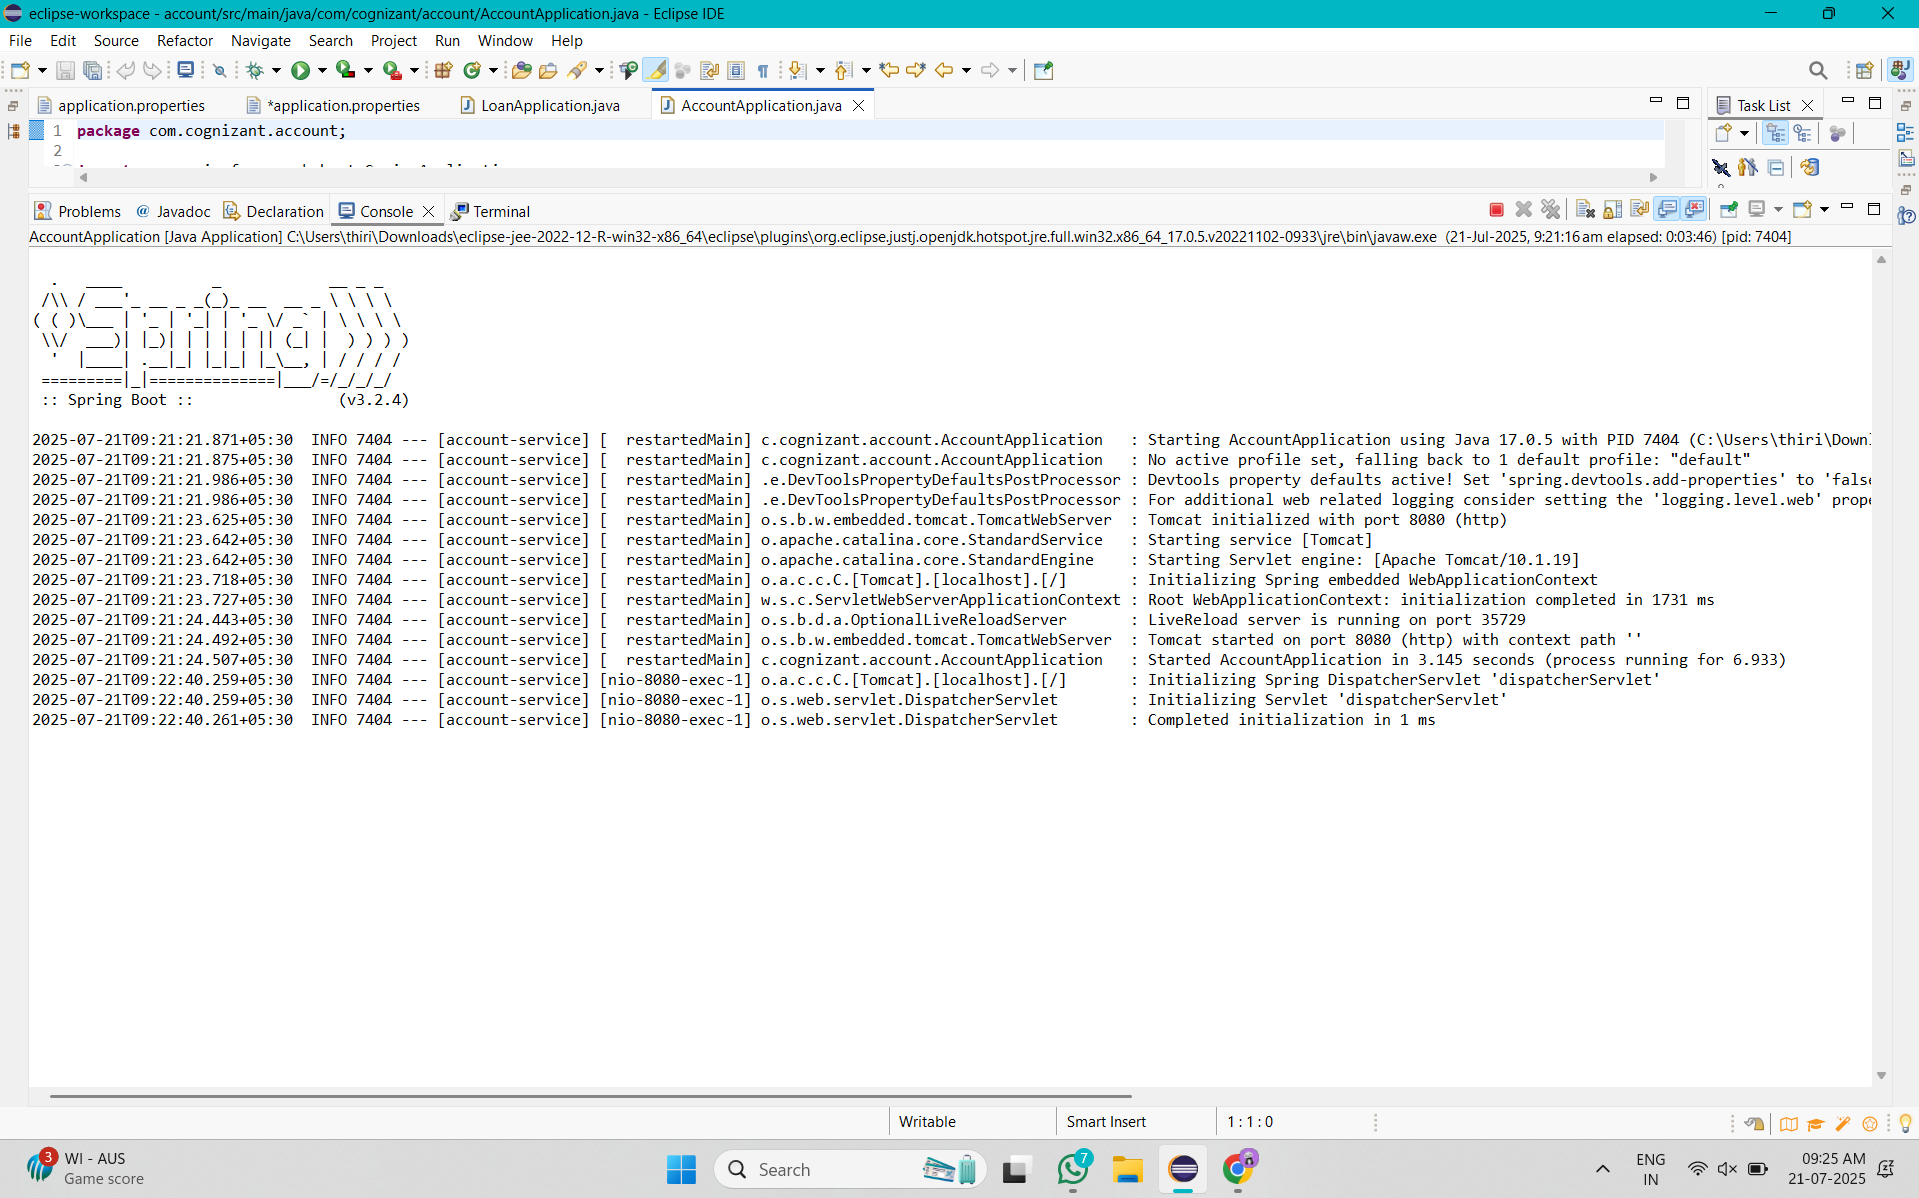 eclipse-workspace - account/src/main/java/com/cognizant/account/AccountApplication.java - Eclipse IDE
File Edit Source Refactor Navigate Search Project Run Window Help
application.properties *application.properties LoanApplication.java AccountApplication.java Task List
1 package com.cognizant.account;
2
Problems @ Javadoc Declaration Console Terminal
AccountApplication [Java Application] C:\Users\thiri\Downloads\eclipse-jee-2022-12-R-win32-x86_64\eclipse\plugins\org.eclipse.justj.openjdk.hotspot.jre.full.win32.x86_64_17.0.5.v20221102-0933\jre\bin\javaw.exe (21-Jul-2025, 9:21:16 am elapsed: 0:03:46) [pid: 7404]
Spring
:: Spring Boot :: (v3.2.4)
2025-07-21T09:21:21.871+05:30 INFO 7404 --- [account-service] [ restartedMain] c.cognizant.account.AccountApplication : Starting AccountApplication using Java 17.0.5 with PID 7404 (C:\Users\thiri\Downl
2025-07-21T09:21:21.875+05:30 INFO 7404 --- [account-service] [ restartedMain] c.cognizant.account.AccountApplication : No active profile set, falling back to 1 default profile: "default"
2025-07-21T09:21:21.986+05:30 INFO 7404 --- [account-service] [ restartedMain] .e.DevToolsPropertyDefaultsPostProcessor : Devtools property defaults active! Set 'spring.devtools.add-properties' to 'false
2025-07-21T09:21:21.986+05:30 INFO 7404 --- [account-service] [ restartedMain] .e.DevToolsPropertyDefaultsPostProcessor : For additional web related logging consider setting the 'logging.level.web' prope
2025-07-21T09:21:23.625+05:30 INFO 7404 --- [account-service] [ restartedMain] o.s.b.w.embedded.tomcat.TomcatWebServer : Tomcat initialized with port 8080 (http)
2025-07-21T09:21:23.642+05:30 INFO 7404 --- [account-service] [ restartedMain] o.apache.catalina.core.StandardService : Starting service [Tomcat]
2025-07-21T09:21:23.642+05:30 INFO 7404 --- [account-service] [ restartedMain] o.apache.catalina.core.StandardEngine : Starting Servlet engine: [Apache Tomcat/10.1.19]
2025-07-21T09:21:23.718+05:30 INFO 7404 --- [account-service] [ restartedMain] o.a.c.c.C.[Tomcat].[localhost].[/] : Initializing Spring embedded WebApplicationContext
2025-07-21T09:21:23.727+05:30 INFO 7404 --- [account-service] [ restartedMain] w.s.c.ServletWebServerApplicationContext : Root WebApplicationContext: initialization completed in 1731 ms
2025-07-21T09:21:24.443+05:30 INFO 7404 --- [account-service] [ restartedMain] o.s.b.d.a.OptionalLiveReloadServer : LiveReload server is running on port 35729
2025-07-21T09:21:24.492+05:30 INFO 7404 --- [account-service] [ restartedMain] o.s.b.w.embedded.tomcat.TomcatWebServer : Tomcat started on port 8080 (http) with context path ''
2025-07-21T09:21:24.507+05:30 INFO 7404 --- [account-service] [ restartedMain] c.cognizant.account.AccountApplication : Started AccountApplication in 3.145 seconds (process running for 6.933)
2025-07-21T09:22:40.259+05:30 INFO 7404 --- [account-service] [nio-8080-exec-1] o.a.c.c.C.[Tomcat].[localhost].[/] : Initializing Spring DispatcherServlet 'dispatcherServlet'
2025-07-21T09:22:40.259+05:30 INFO 7404 --- [account-service] [nio-8080-exec-1] o.s.web.servlet.DispatcherServlet : Initializing Servlet 'dispatcherServlet'
2025-07-21T09:22:40.261+05:30 INFO 7404 --- [account-service] [nio-8080-exec-1] o.s.web.servlet.DispatcherServlet : Completed initialization in 1 ms
Writable Smart Insert 1 : 1 : 0
3 WI - AUS
Game score
Search
7
ENG
IN
09:25 AM
21-07-2025